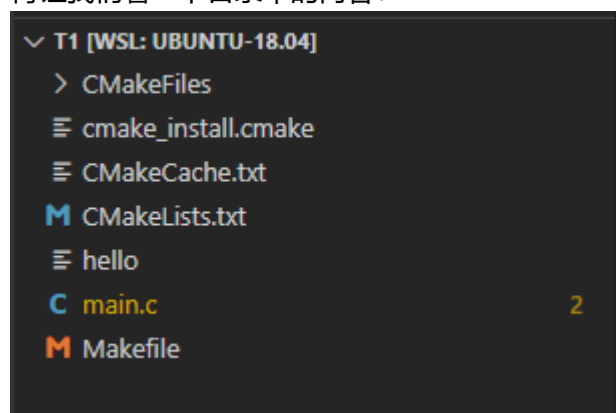 T1 [WSL: UBUNTU-18.04]
CMakeFiles
cmake_install.cmake
CMakeCache.txt
M CMakeLists.txt
hello
C main.c 2
M Makefile